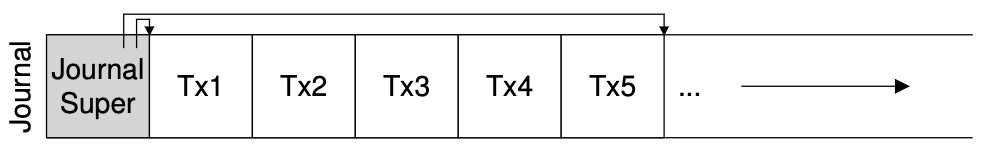 Journal
Journal
Super
Tx1
Tx2
Tx3
Tx4
Tx5
...